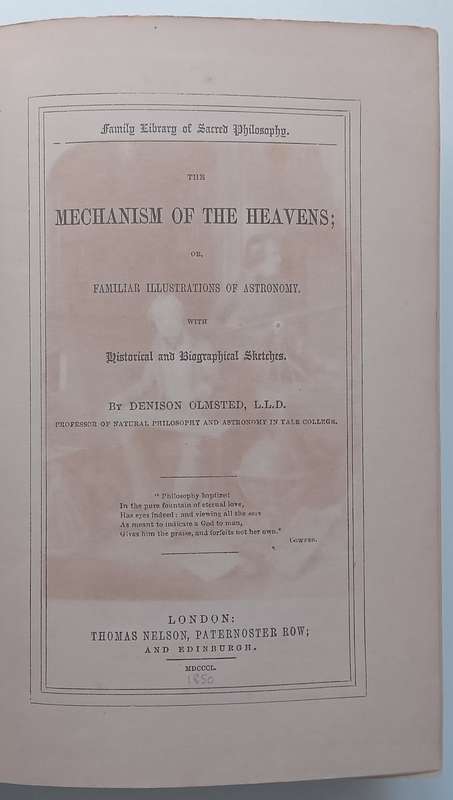 Family Library of Sacred Philosophy.
THE
MECHANISM OF THE HEAVENS;
OR,
FAMILIAR ILLUSTRATIONS OF ASTRONOMY.
WITH
Historical and Biographical Sketches.
BY DENISON OLMSTED, L.L.D.
PROFESSOR OF NATURAL PHILOSOPHY AND ASTRONOMY IN YALE COLLEGE.
"Philosophy baptized
In the pure fountain of eternal love,
Has eyes indeed; and viewing all she sees
As meant to indicate a God to man,
Gives him the praise, and forfeits not her own."
COWPER.
LONDON:
THOMAS NELSON, PATERNOSTER ROW;
AND EDINBURGH.
MDCCCL.
1850